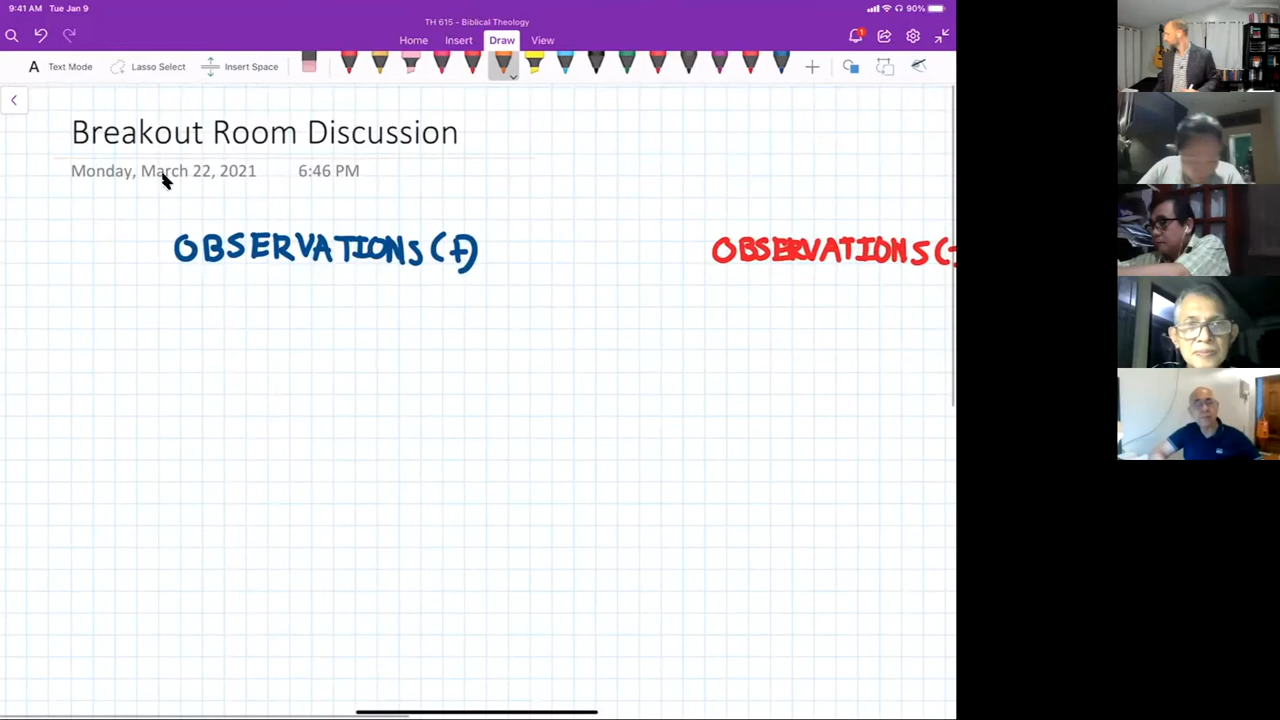 9:41 AM Tue Jan 9
90%
TH 615 - Biblical Theology
Home Insert Draw View
1
A Text Mode Lasso Select Insert Space
Breakout Room Discussion
Monday, March 22, 2021 6:46 PM
OBSERVATIONS (+) OBSERVATIONS (-